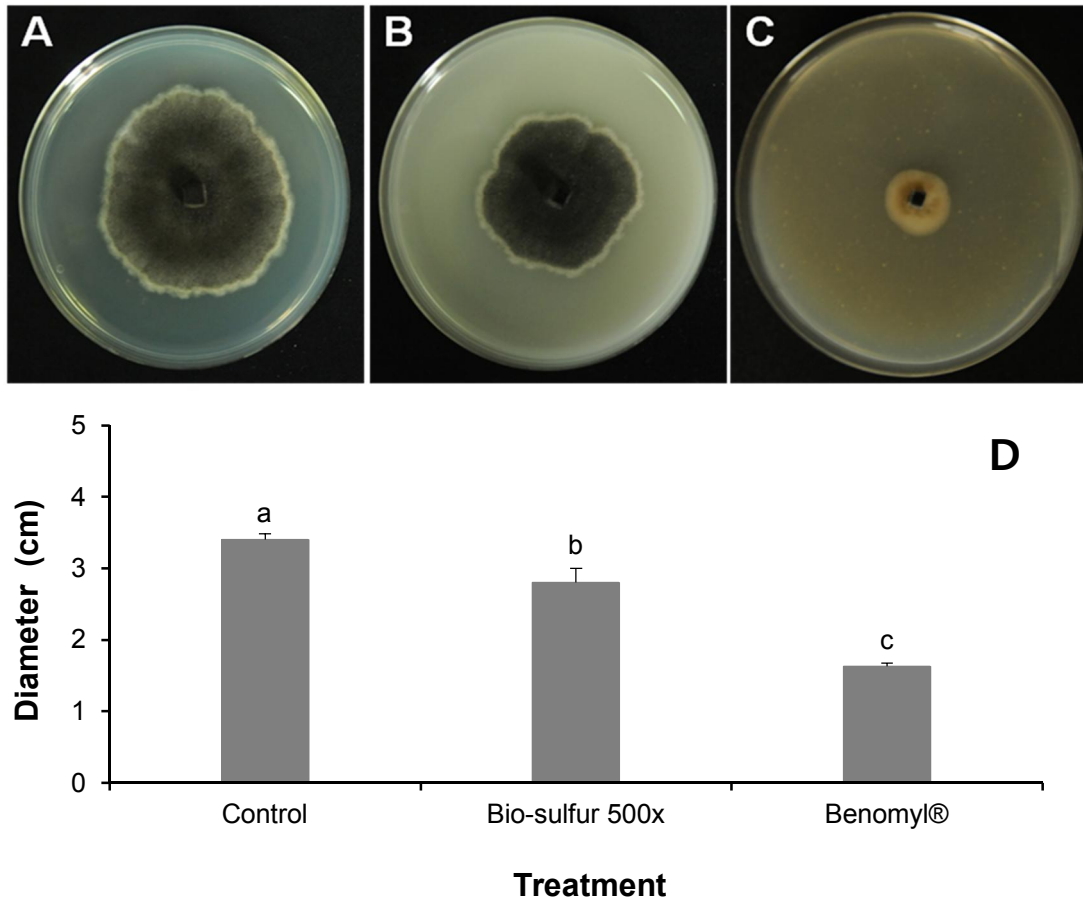 A
B
C
D
5
4
3
2
1
0
Diameter (cm)
a
b
c
Control
Bio-sulfur 500x
Benomyl®
Treatment